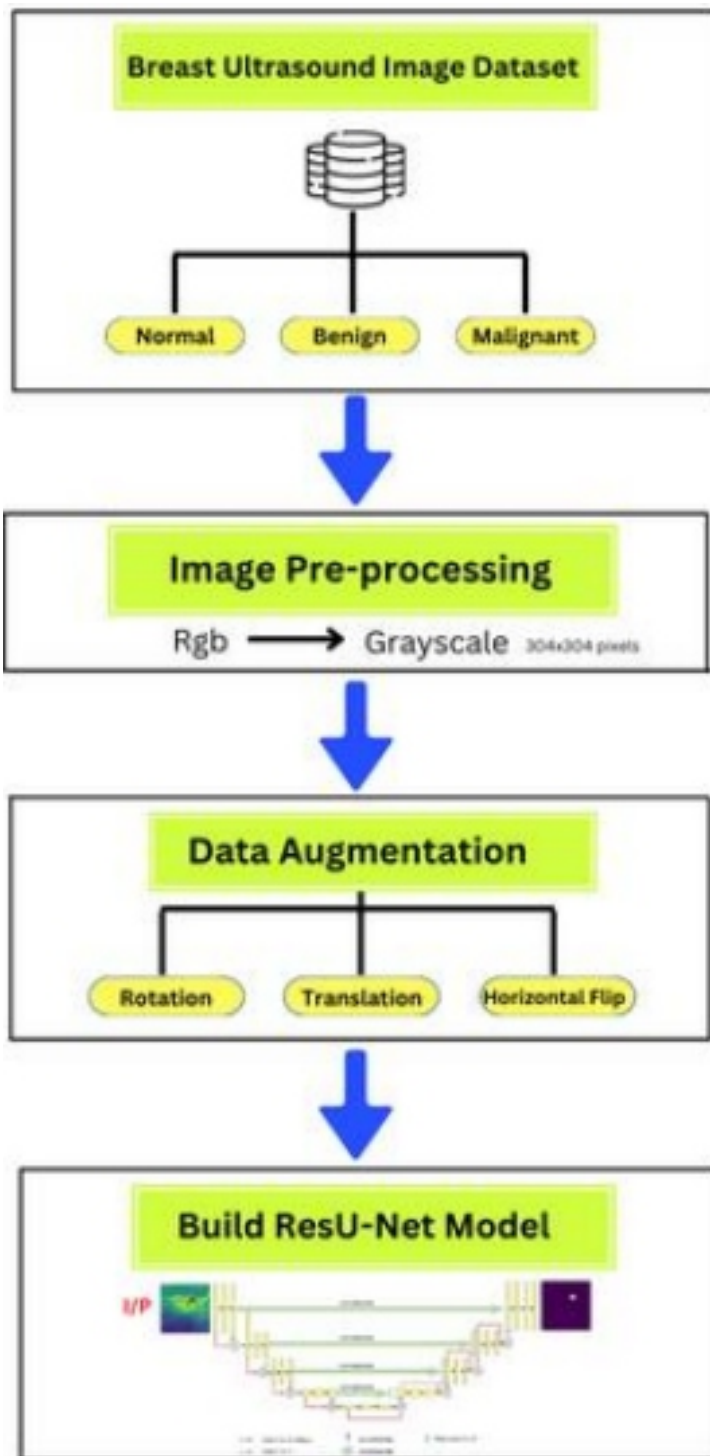 Breast Ultrasound Image Dataset
Normal Benign Malignant
Image Pre-processing
Rgb Grayscale 304x304 pixels
Data Augmentation
Rotation Translation Horizontal Flip
Build ResU-Net Model
I/P